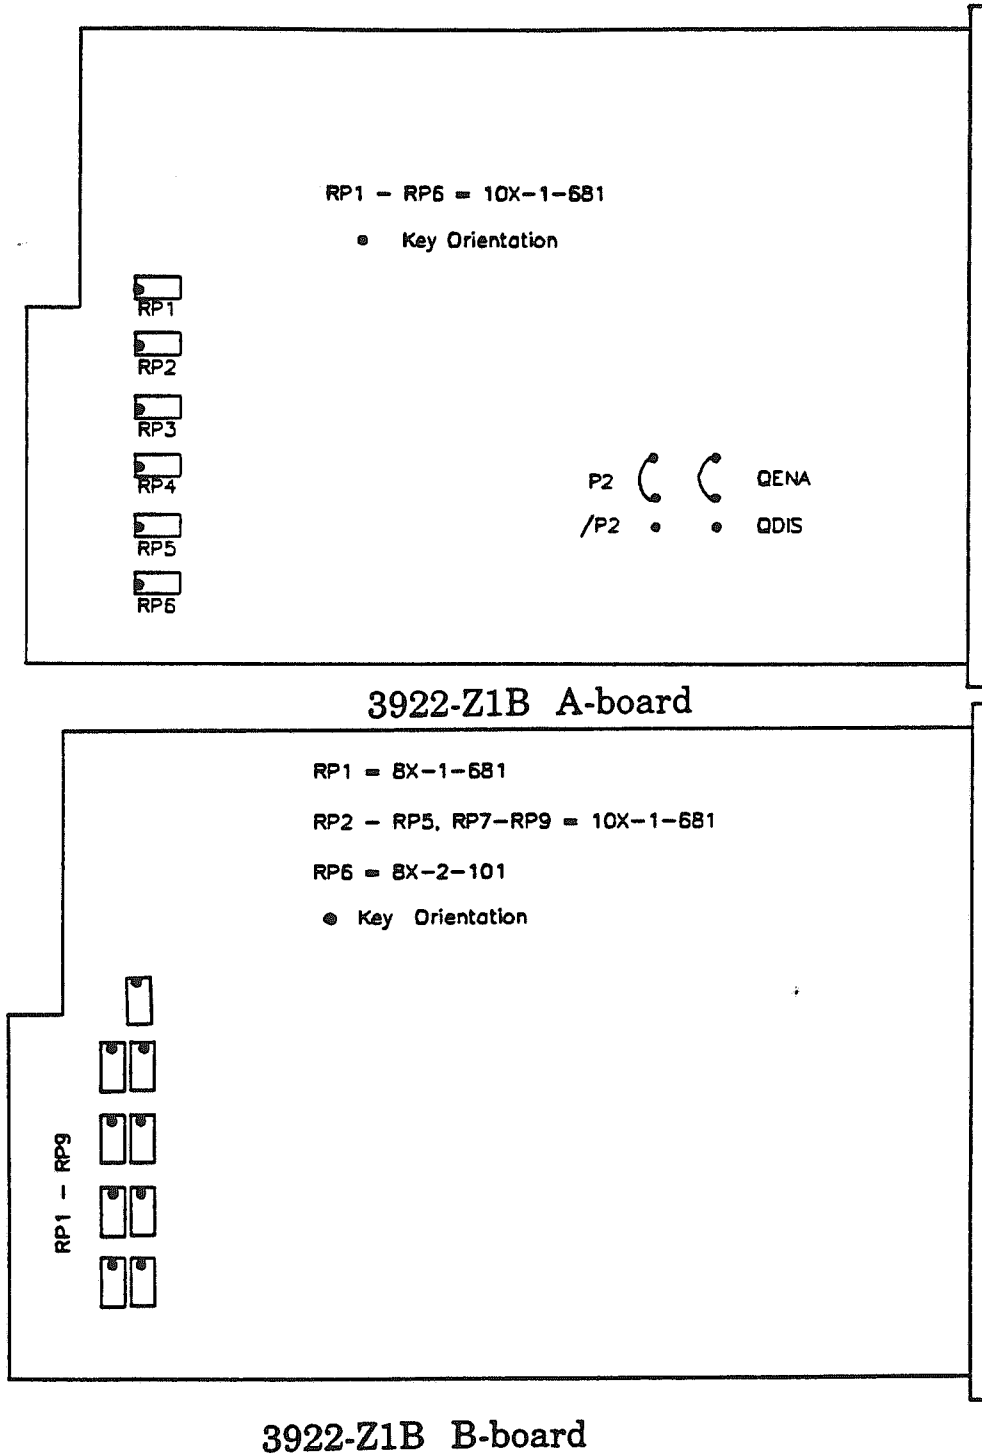 RP1 - RP6 = 10X-1-681
Key Orientation
RP1
RP2
RP3
RP4
RP5
RP6
P2 QENA
/P2 QDIS
3922-Z1B A-board
RP1 = 8X-1-681
RP2 - RP5, RP7-RP9 = 10X-1-681
RP6 = 8X-2-101
Key Orientation
RP1 - RP9
3922-Z1B B-board